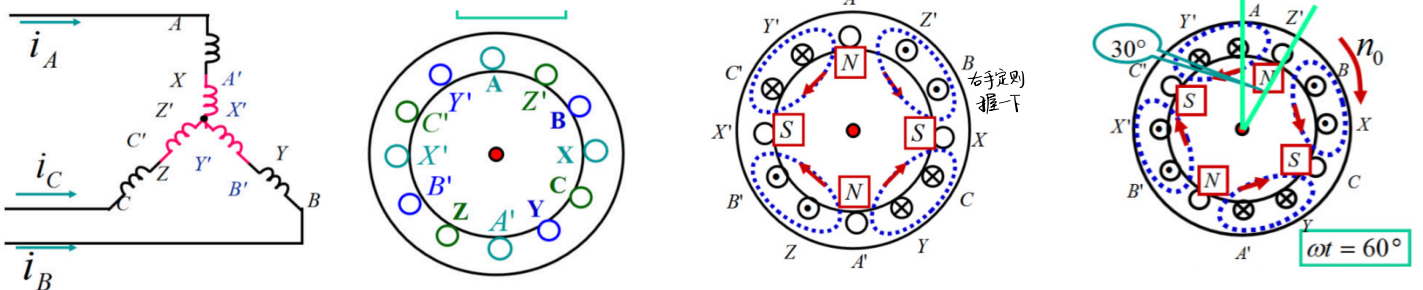 A
i_A
X
A'
Z'
X'
C'
Y'
Y
Z
B'
i_C
C
B
i_B
A
Y'
Z'
C'
B
X'
X
B'
C
Z
Y
A'
A
Y'
Z'
N
C'
B
右手定则
握一下
X'
S
S
X
B'
N
C
Z
A'
Y
A
Y'
Z'
30°
n_0
C'
N
B
S
X'
X
S
B'
N
C
Y
A'
ωt = 60°